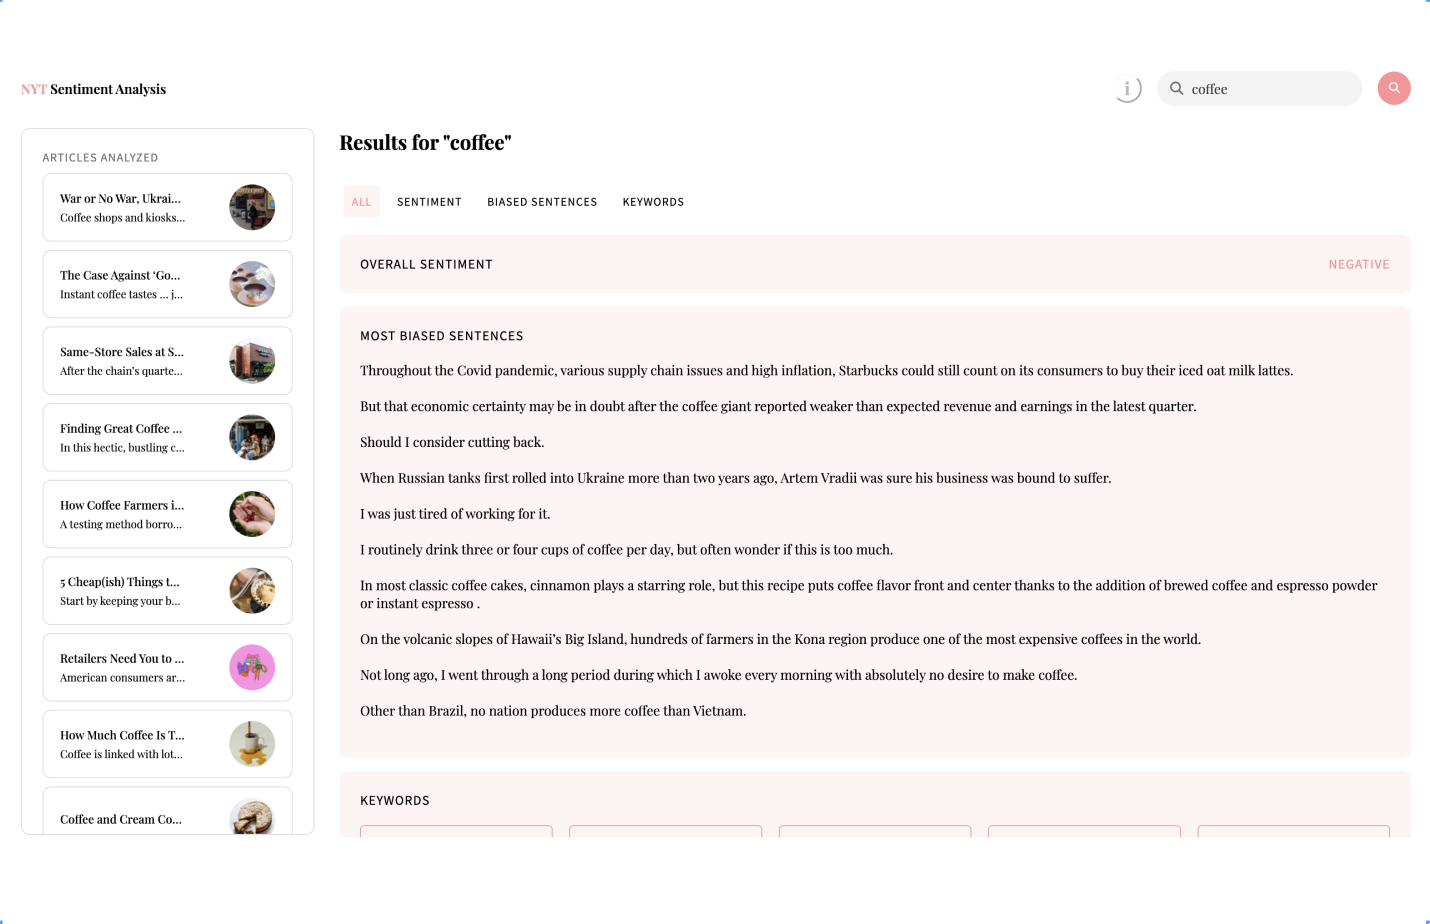 NYT Sentiment Analysis
i
coffee
ARTICLES ANALYZED
War or No War, Ukrai...
Coffee shops and kiosks...
The Case Against ‘Go...
Instant coffee tastes ... j...
Same-Store Sales at S...
After the chain’s quarte...
Finding Great Coffee ...
In this hectic, bustling c...
How Coffee Farmers i...
A testing method borro...
5 Cheap(ish) Things t...
Start by keeping your b...
Retailers Need You to ...
American consumers ar...
How Much Coffee Is T...
Coffee is linked with lot...
Coffee and Cream Co...
Results for "coffee"
ALL
SENTIMENT
BIASED SENTENCES
KEYWORDS
OVERALL SENTIMENT
NEGATIVE
MOST BIASED SENTENCES
Throughout the Covid pandemic, various supply chain issues and high inflation, Starbucks could still count on its consumers to buy their iced oat milk lattes.
But that economic certainty may be in doubt after the coffee giant reported weaker than expected revenue and earnings in the latest quarter.
Should I consider cutting back.
When Russian tanks first rolled into Ukraine more than two years ago, Artem Vradii was sure his business was bound to suffer.
I was just tired of working for it.
I routinely drink three or four cups of coffee per day, but often wonder if this is too much.
In most classic coffee cakes, cinnamon plays a starring role, but this recipe puts coffee flavor front and center thanks to the addition of brewed coffee and espresso powder
or instant espresso .
On the volcanic slopes of Hawaii’s Big Island, hundreds of farmers in the Kona region produce one of the most expensive coffees in the world.
Not long ago, I went through a long period during which I awoke every morning with absolutely no desire to make coffee.
Other than Brazil, no nation produces more coffee than Vietnam.
KEYWORDS